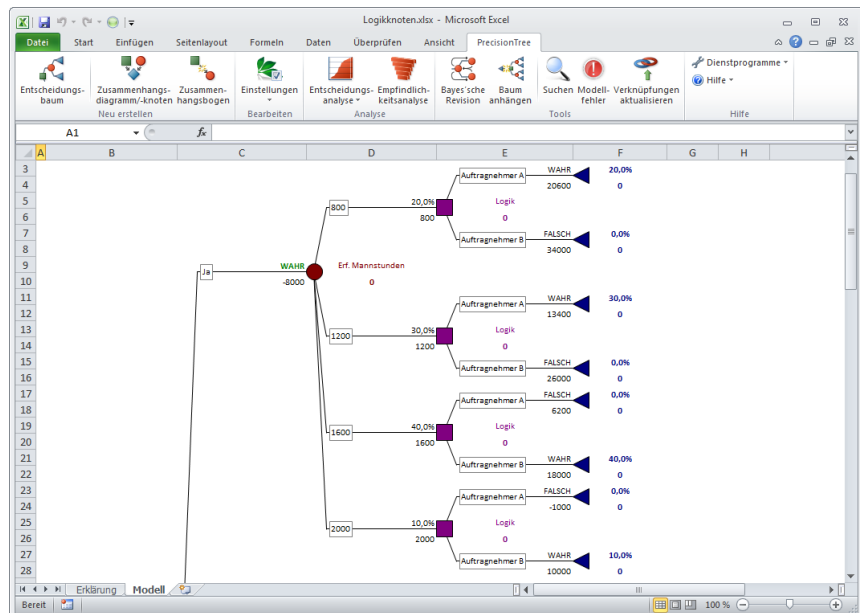 Logikknoten.xlsx - Microsoft Excel
Datei Start Einfügen Seitenlayout Formeln Daten Überprüfen Ansicht PrecisionTree
Entscheidungs-baum
Zusammenhangs-diagramm/-knoten
Zusammen-hangsbogen
Einstellungen
Entscheidungs-analyse
Empfindlich-keitsanalyse
Bayes'sche Revision
Baum anhängen
Suchen
Modell-fehler
Verknüpfungen aktualisieren
Dienstprogramme
Hilfe
Neu erstellen Bearbeiten Analyse Tools Hilfe
A1 fx
A B C D E F G H
3 Auftragnehmer A WAHR 20,0%
4 20600 0
5 800 20,0% Logik
6 800 0
7 Auftragnehmer B FALSCH 0,0%
8 34000 0
9 Ja WAHR Erf. Mannstunden
10 -8000 0
11 Auftragnehmer A WAHR 30,0%
12 13400 0
13 1200 30,0% Logik
14 1200 0
15 Auftragnehmer B FALSCH 0,0%
16 26000 0
17 Auftragnehmer A FALSCH 0,0%
18 6200 0
19 1600 40,0% Logik
20 1600 0
21 Auftragnehmer B WAHR 40,0%
22 18000 0
23 Auftragnehmer A FALSCH 0,0%
24 -1000 0
25 2000 10,0% Logik
26 2000 0
27 Auftragnehmer B WAHR 10,0%
28 10000 0
Erklärung Modell
Bereit 100 %